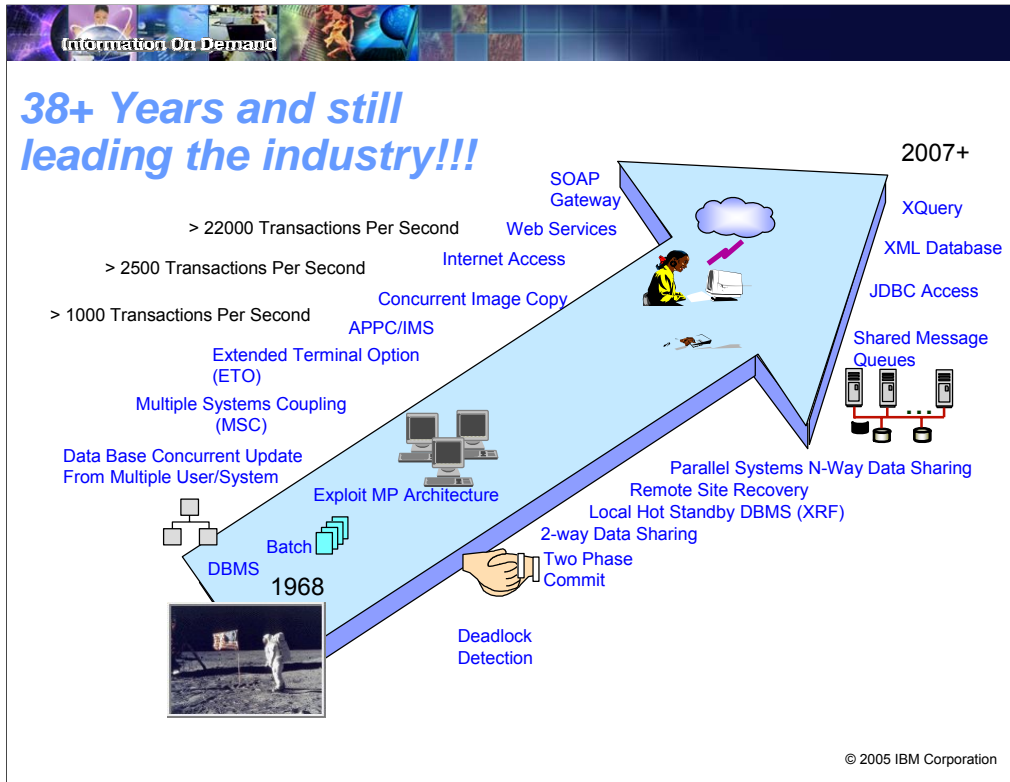 Information On Demand
38+ Years and still
leading the industry!!!
2007+
SOAP
Gateway
XQuery
> 22000 Transactions Per Second
Web Services
XML Database
Internet Access
> 2500 Transactions Per Second
JDBC Access
Concurrent Image Copy
> 1000 Transactions Per Second
APPC/IMS
Shared Message
Queues
Extended Terminal Option
(ETO)
Multiple Systems Coupling
(MSC)
Data Base Concurrent Update
From Multiple User/System
Parallel Systems N-Way Data Sharing
Exploit MP Architecture
Remote Site Recovery
Local Hot Standby DBMS (XRF)
2-way Data Sharing
Batch
Two Phase
Commit
DBMS
1968
Deadlock
Detection
© 2005 IBM Corporation